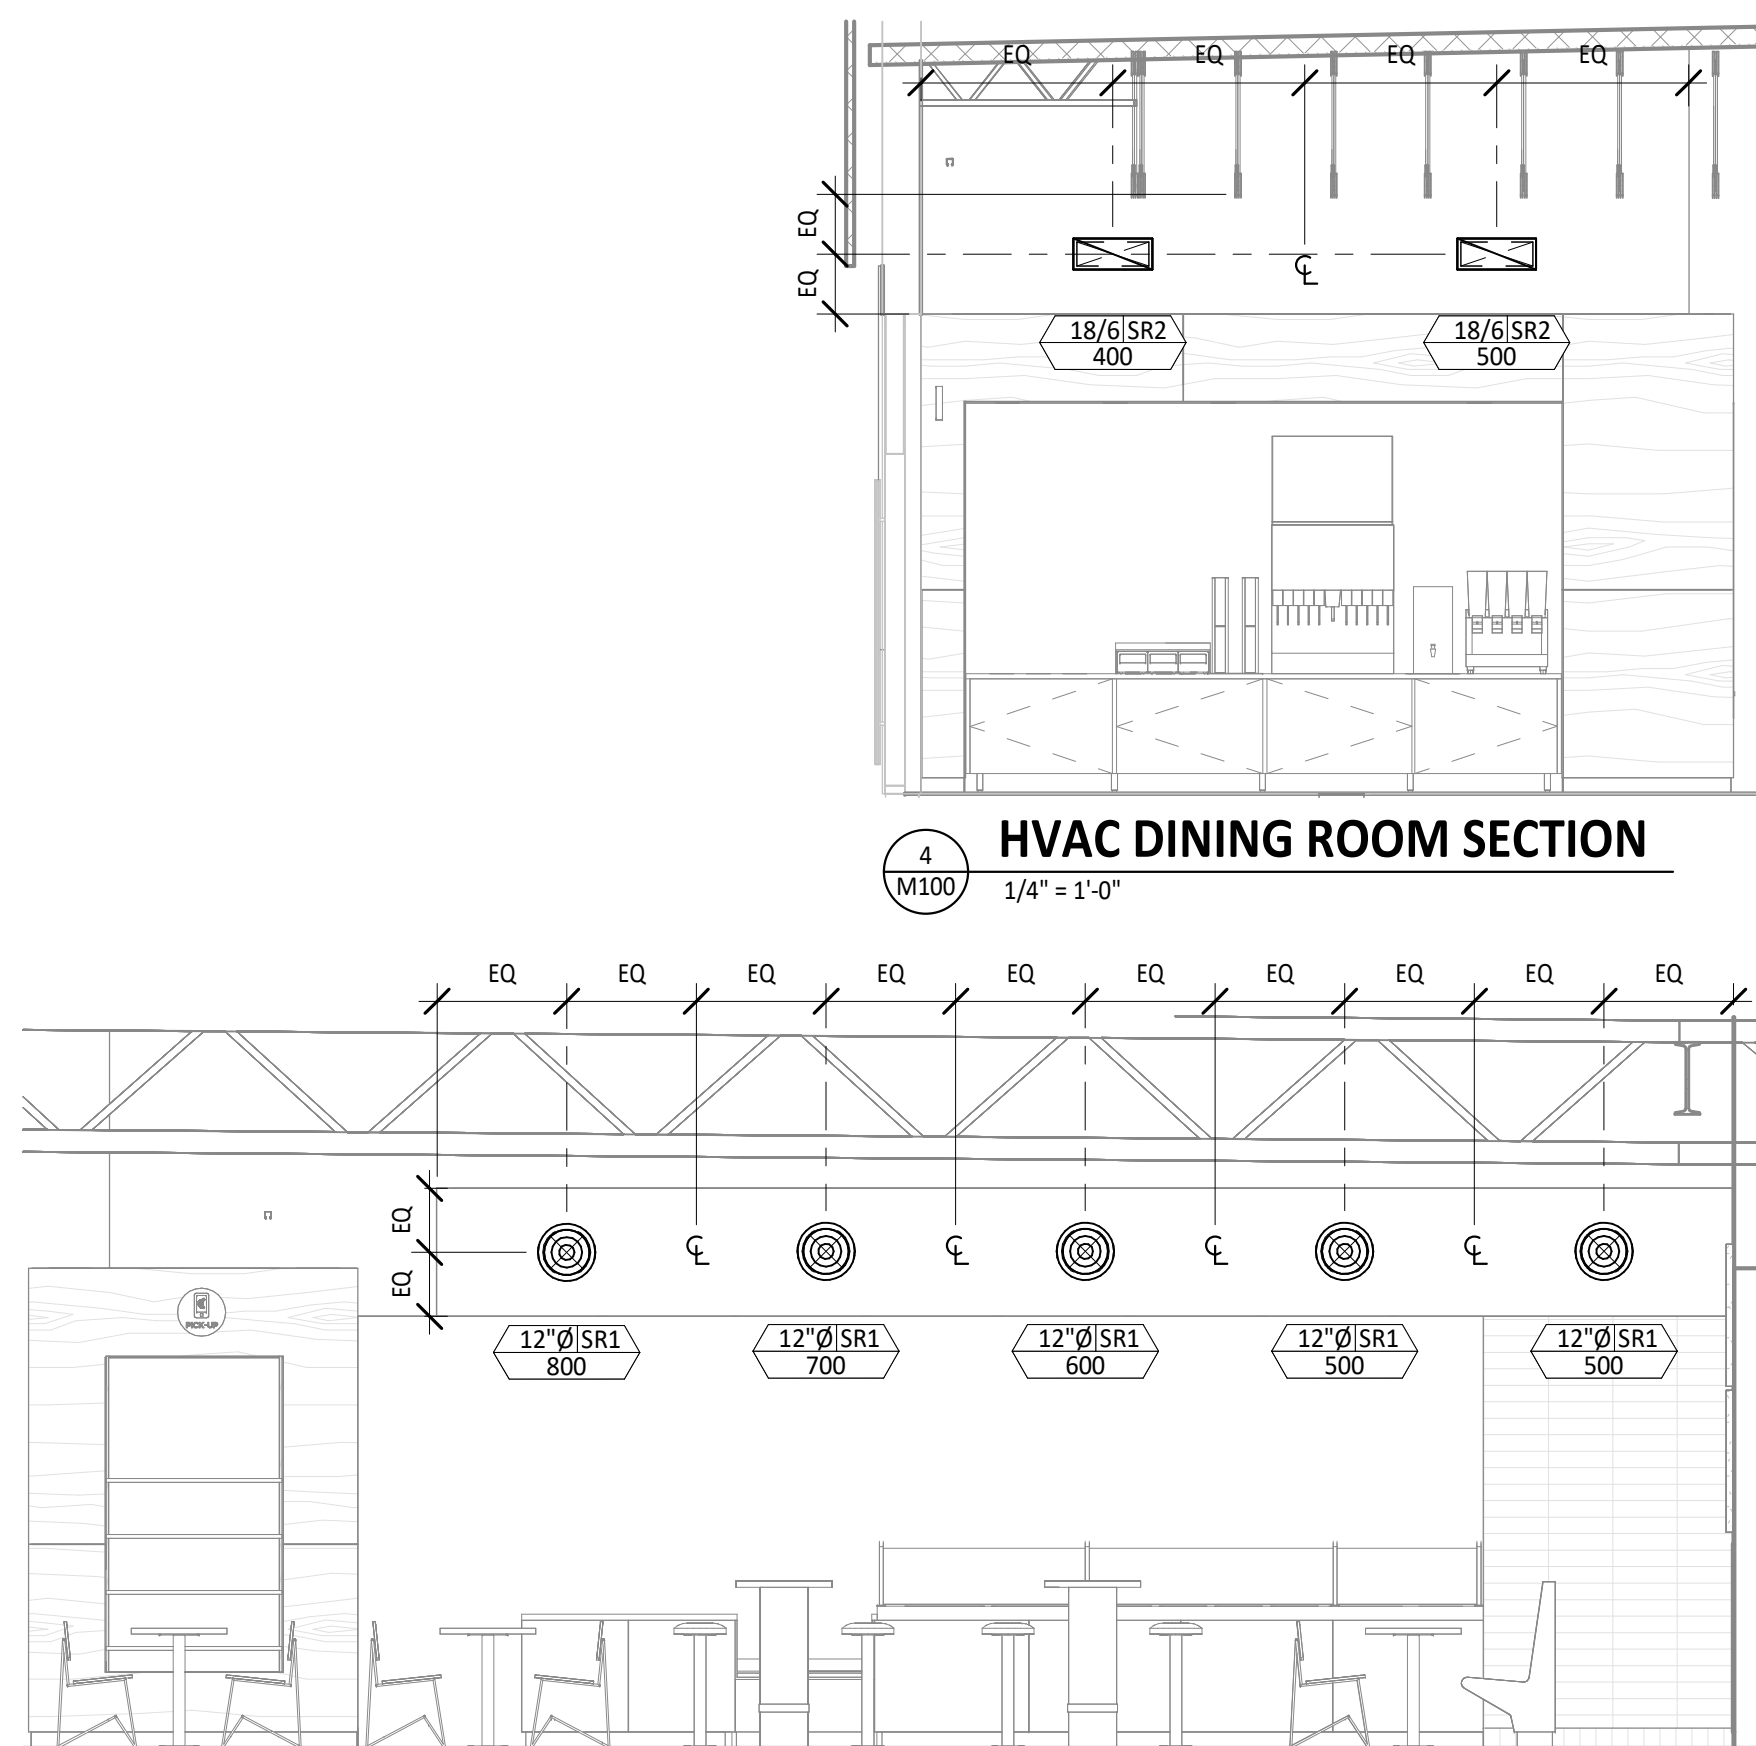 EQ EQ EQ EQ
EQ
EQ
℄
18/6 SR2
400
18/6 SR2
500
4
M100
HVAC DINING ROOM SECTION
1/4" = 1'-0"
EQ EQ EQ EQ EQ EQ EQ EQ EQ EQ
EQ
EQ
℄ ℄ ℄ ℄
PICK-UP
12"Ø SR1
800
12"Ø SR1
700
12"Ø SR1
600
12"Ø SR1
500
12"Ø SR1
500